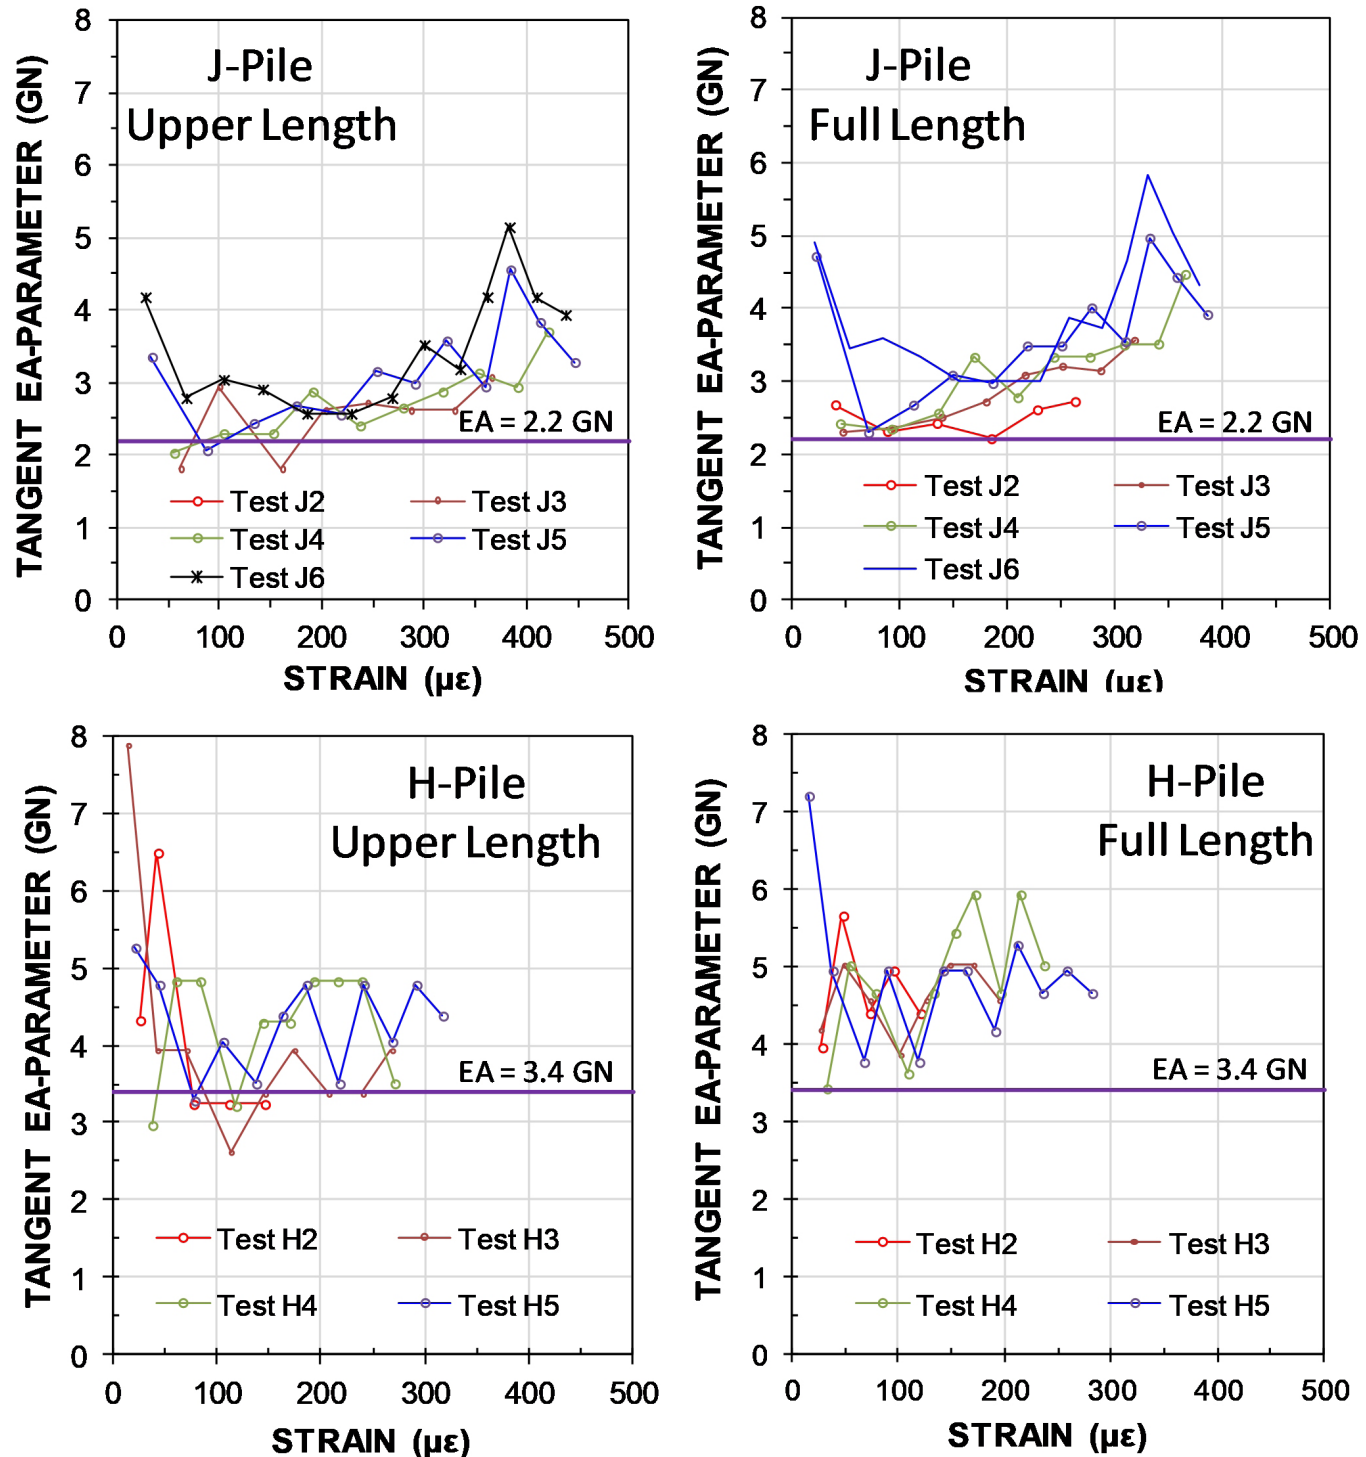 TANGENT EA-PARAMETER (GN)
8
7
6
5
4
3
2
1
0
J-Pile
Upper Length
EA = 2.2 GN
Test J2
Test J3
Test J4
Test J5
Test J6
0 100 200 300 400 500
STRAIN (με)
TANGENT EA-PARAMETER (GN)
8
7
6
5
4
3
2
1
0
J-Pile
Full Length
EA = 2.2 GN
Test J2
Test J3
Test J4
Test J5
Test J6
0 100 200 300 400 500
STRAIN (με)
TANGENT EA-PARAMETER (GN)
8
7
6
5
4
3
2
1
0
H-Pile
Upper Length
EA = 3.4 GN
Test H2
Test H3
Test H4
Test H5
0 100 200 300 400 500
STRAIN (με)
TANGENT EA-PARAMETER (GN)
8
7
6
5
4
3
2
1
0
H-Pile
Full Length
EA = 3.4 GN
Test H2
Test H3
Test H4
Test H5
0 100 200 300 400 500
STRAIN (με)